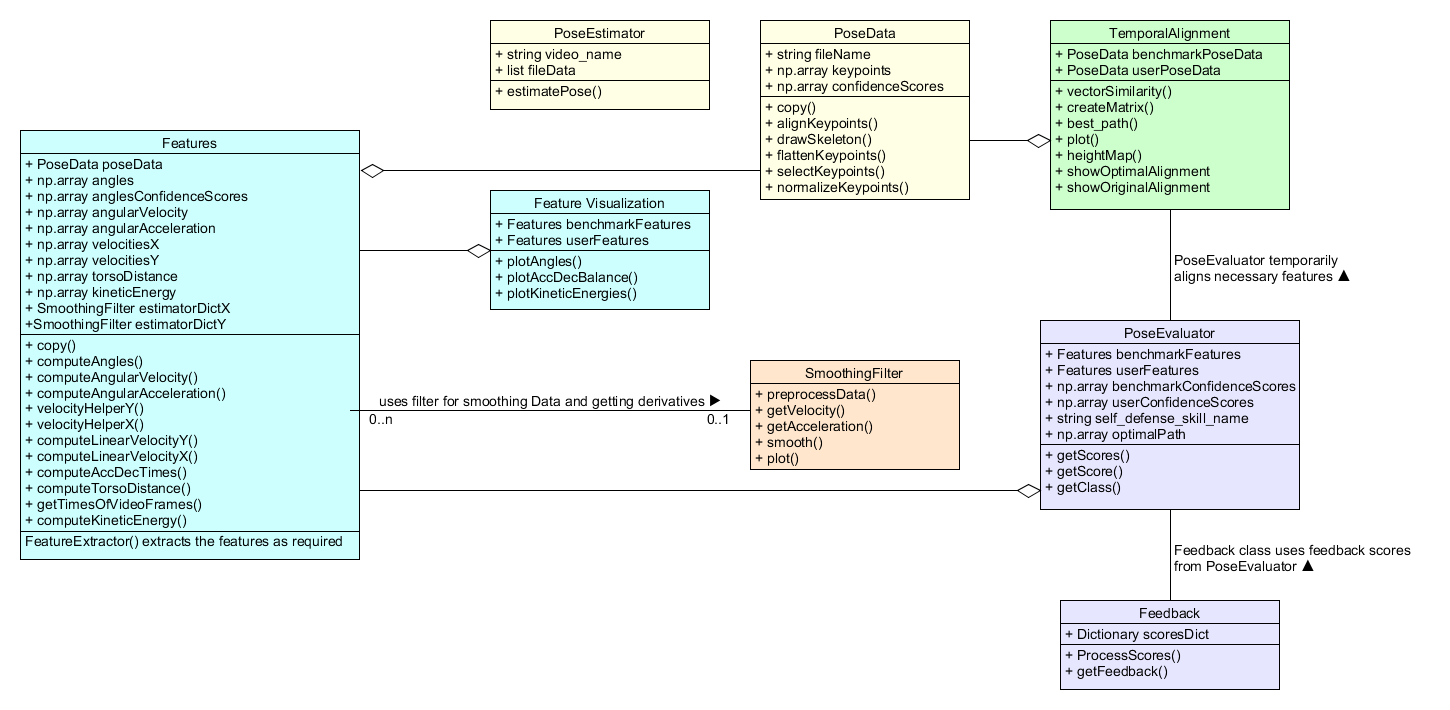 PoseEstimator
+ string video_name
+ list fileData
+ estimatePose()
PoseData
+ string fileName
+ np.array keypoints
+ np.array confidenceScores
+ copy()
+ alignKeypoints()
+ drawSkeleton()
+ flattenKeypoints()
+ selectKeypoints()
+ normalizeKeypoints()
TemporalAlignment
+ PoseData benchmarkPoseData
+ PoseData userPoseData
+ vectorSimilarity()
+ createMatrix()
+ best_path()
+ plot()
+ heightMap()
+ showOptimalAlignment
+ showOriginalAlignment
Features
+ PoseData poseData
+ np.array angles
+ np.array anglesConfidenceScores
+ np.array angularVelocity
+ np.array angularAcceleration
+ np.array velocitiesX
+ np.array velocitiesY
+ np.array torsoDistance
+ np.array kineticEnergy
+ SmoothingFilter estimatorDictX
+SmoothingFilter estimatorDictY
+ copy()
+ computeAngles()
+ computeAngularVelocity()
+ computeAngularAcceleration()
+ velocityHelperY()
+ velocityHelperX()
+ computeLinearVelocityY()
+ computeLinearVelocityX()
+ computeAccDecTimes()
+ computeTorsoDistance()
+ getTimesOfVideoFrames()
+ computeKineticEnergy()
FeatureExtractor() extracts the features as required
Feature Visualization
+ Features benchmarkFeatures
+ Features userFeatures
+ plotAngles()
+ plotAccDecBalance()
+ plotKineticEnergies()
PoseEvaluator temporarily
aligns necessary features ▲
uses filter for smoothing Data and getting derivatives ▶
0..n
0..1
SmoothingFilter
+ preprocessData()
+ getVelocity()
+ getAcceleration()
+ smooth()
+ plot()
PoseEvaluator
+ Features benchmarkFeatures
+ Features userFeatures
+ np.array benchmarkConfidenceScores
+ np.array userConfidenceScores
+ string self_defense_skill_name
+ np.array optimalPath
+ getScores()
+ getScore()
+ getClass()
Feedback class uses feedback scores
from PoseEvaluator ▲
Feedback
+ Dictionary scoresDict
+ ProcessScores()
+ getFeedback()